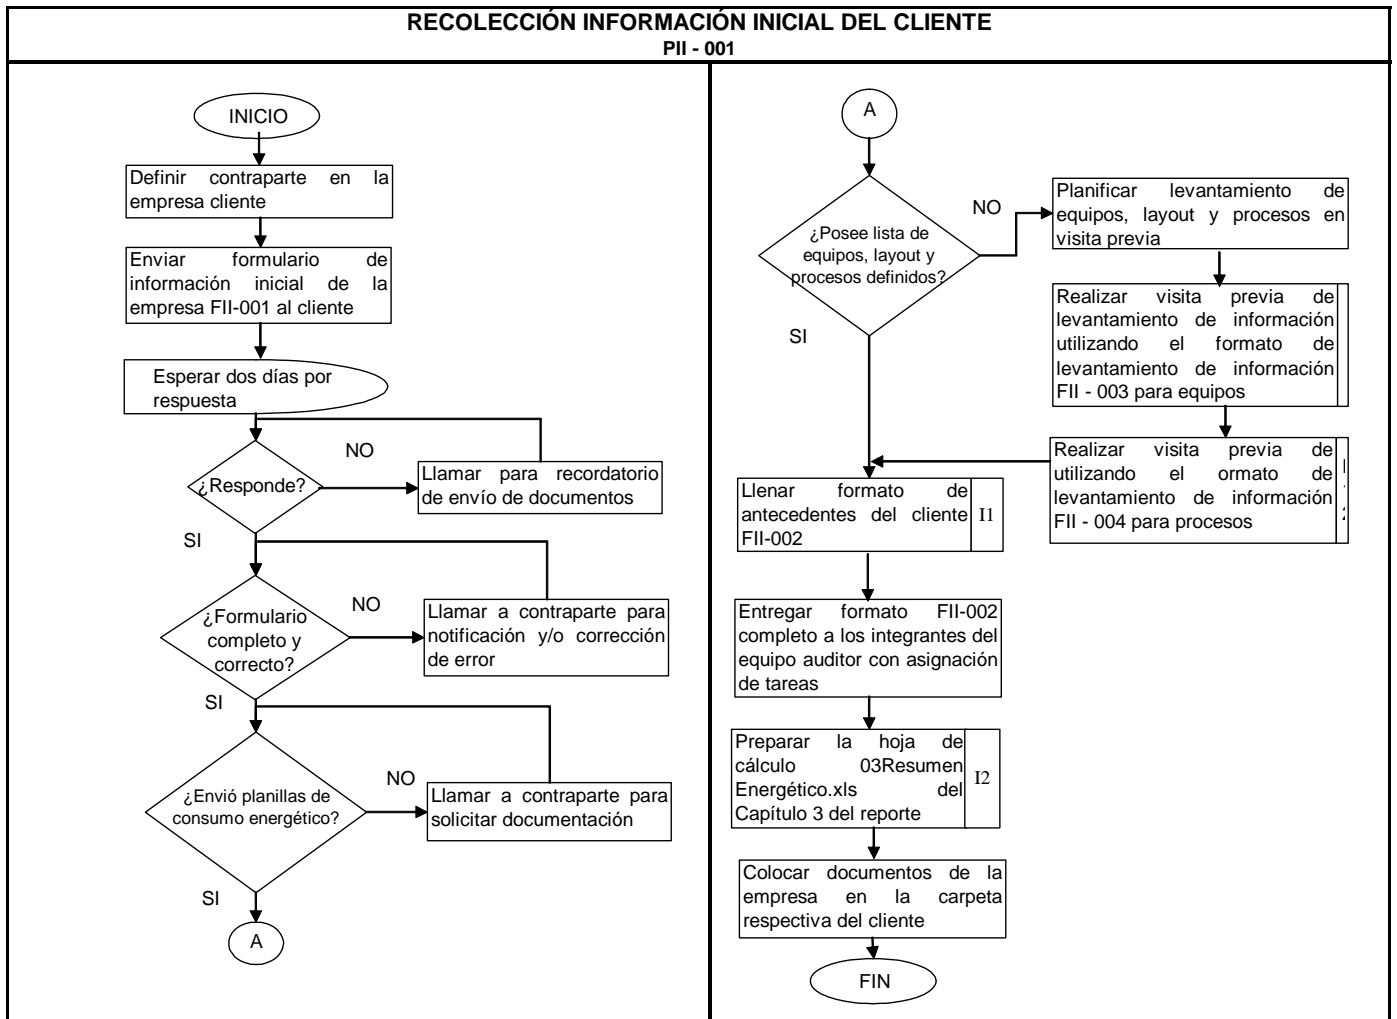 RECOLECCIÓN INFORMACIÓN INICIAL DEL CLIENTE
PII - 001
INICIO
Definir contraparte en la
empresa cliente
Enviar formulario de
información inicial de la
empresa FII-001 al cliente
Esperar dos días por
respuesta
¿Responde?
NO
Llamar para recordatorio
de envío de documentos
SI
¿Formulario
completo y
correcto?
NO
Llamar a contraparte para
notificación y/o corrección
de error
SI
¿Envió planillas de
consumo energético?
NO
Llamar a contraparte para
solicitar documentación
SI
A
A
¿Posee lista de
equipos, layout y
procesos definidos?
NO
Planificar levantamiento de
equipos, layout y procesos en
visita previa
Realizar visita previa de
levantamiento de información
utilizando el formato de
levantamiento de información
FII - 003 para equipos
Realizar visita previa de
utilizando el ormato de
levantamiento de información
FII - 004 para procesos
SI
Llenar formato de
antecedentes del cliente
FII-002
I1
Entregar formato FII-002
completo a los integrantes del
equipo auditor con asignación
de tareas
Preparar la hoja de
cálculo 03Resumen
Energético.xls del
Capítulo 3 del reporte
I2
Colocar documentos de la
empresa en la carpeta
respectiva del cliente
FIN